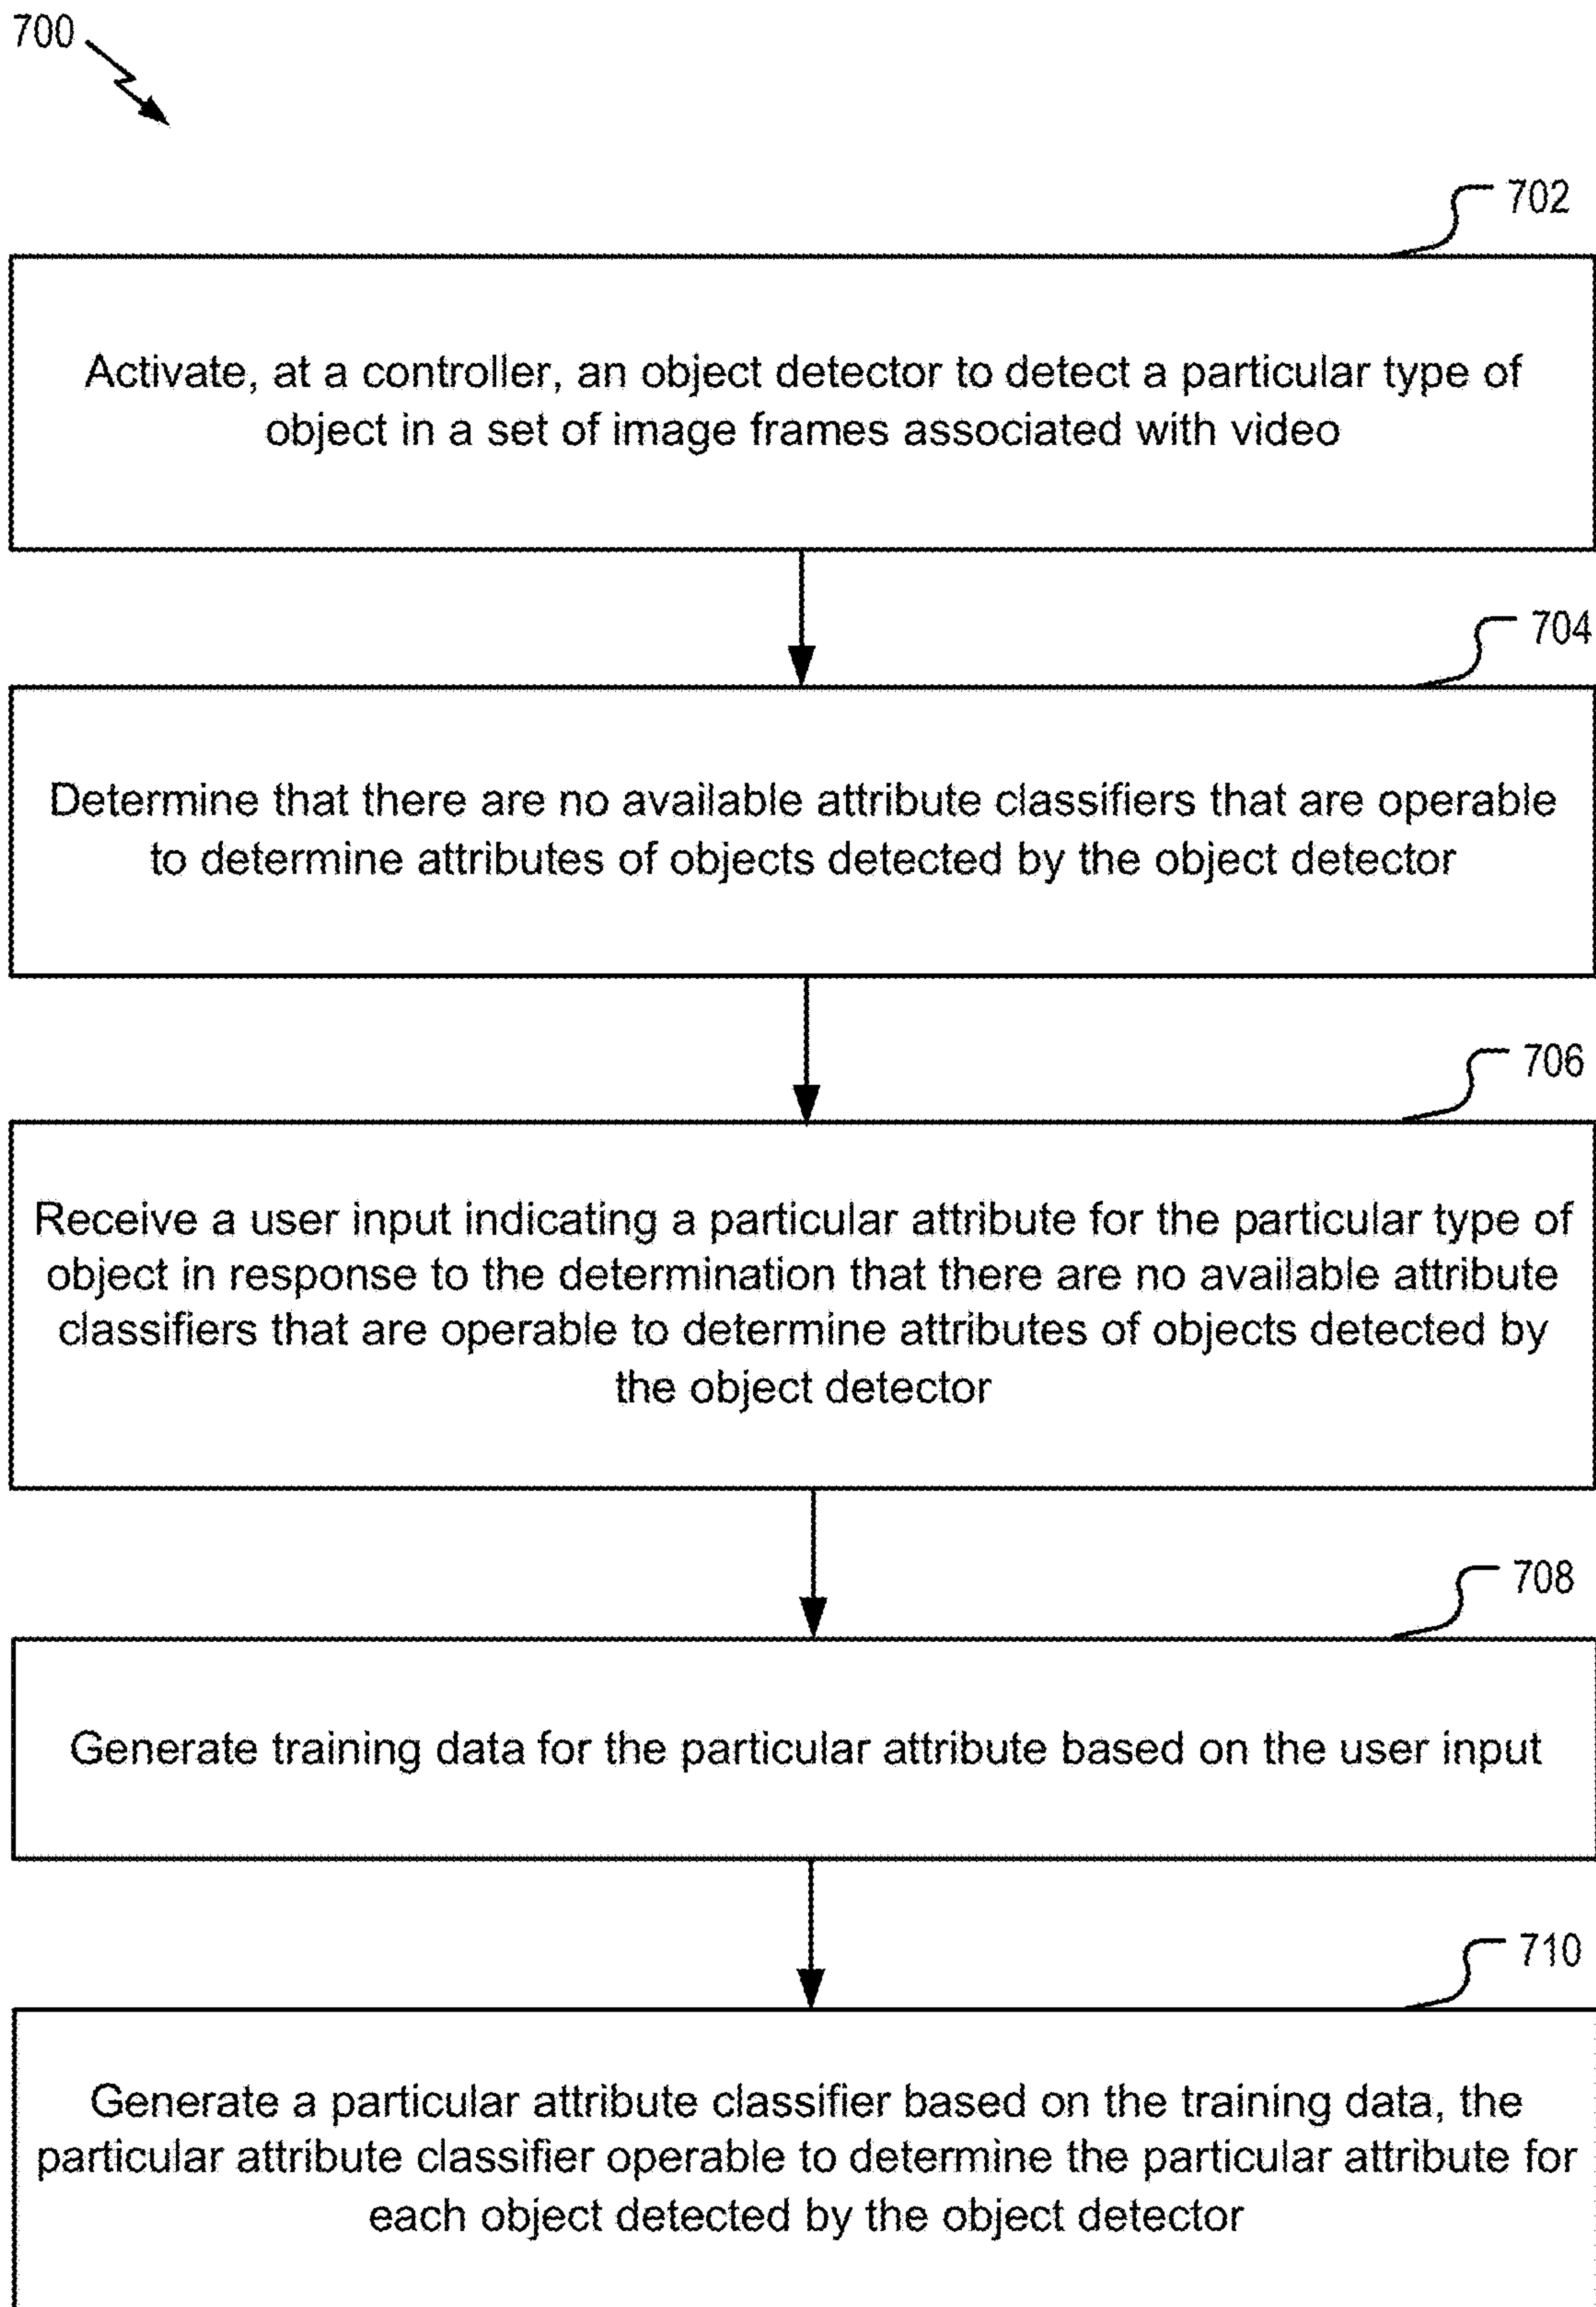 700
702
Activate, at a controller, an object detector to detect a particular type of
object in a set of image frames associated with video
704
Determine that there are no available attribute classifiers that are operable
to determine attributes of objects detected by the object detector
706
Receive a user input indicating a particular attribute for the particular type of
object in response to the determination that there are no available attribute
classifiers that are operable to determine attributes of objects detected by
the object detector
708
Generate training data for the particular attribute based on the user input
710
Generate a particular attribute classifier based on the training data, the
particular attribute classifier operable to determine the particular attribute for
each object detected by the object detector